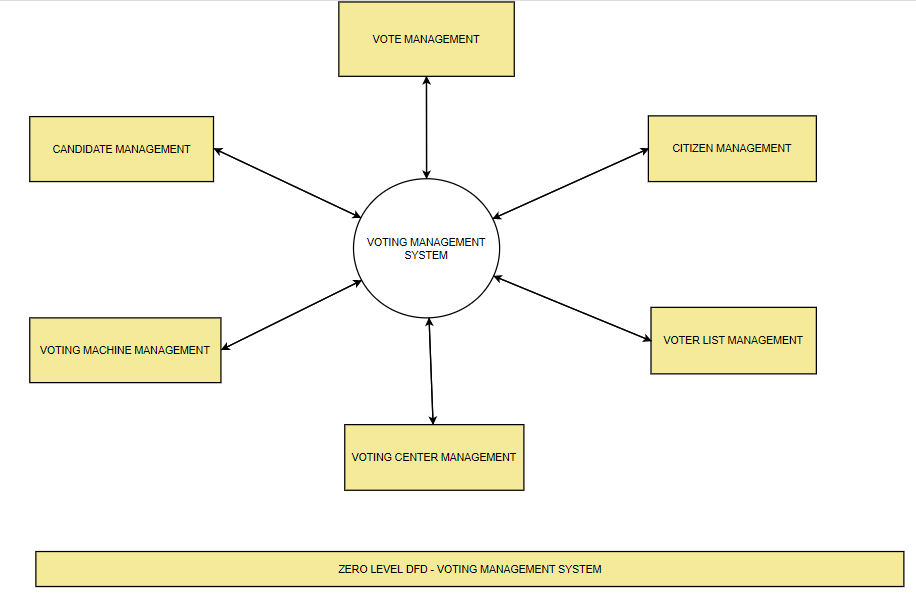 VOTE MANAGEMENT
CANDIDATE MANAGEMENT
CITIZEN MANAGEMENT
VOTING MANAGEMENT
SYSTEM
VOTING MACHINE MANAGEMENT
VOTER LIST MANAGEMENT
VOTING CENTER MANAGEMENT
ZERO LEVEL DFD - VOTING MANAGEMENT SYSTEM